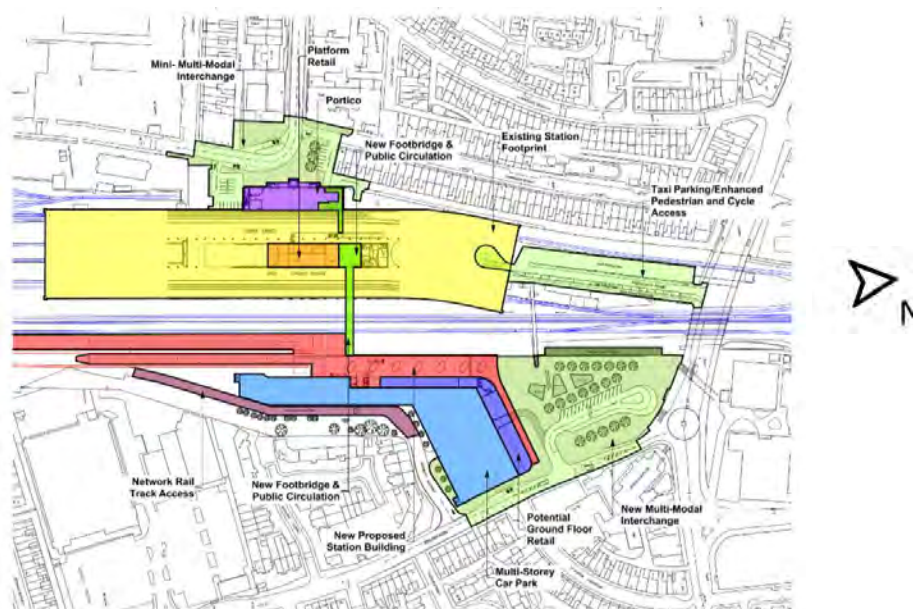 Platform
Retail
Mini- Multi-Modal
Interchange
Portico
New Footbridge &
Public Circulation
Existing Station
Footprint
Taxi Parking/Enhanced
Pedestrian and Cycle
Access
N
Network Rail
Track Access
New Footbridge &
Public Circulation
New Proposed
Station Building
Potential
Ground Floor
Retail
New Multi-Modal
Interchange
Multi-Storey
Car Park